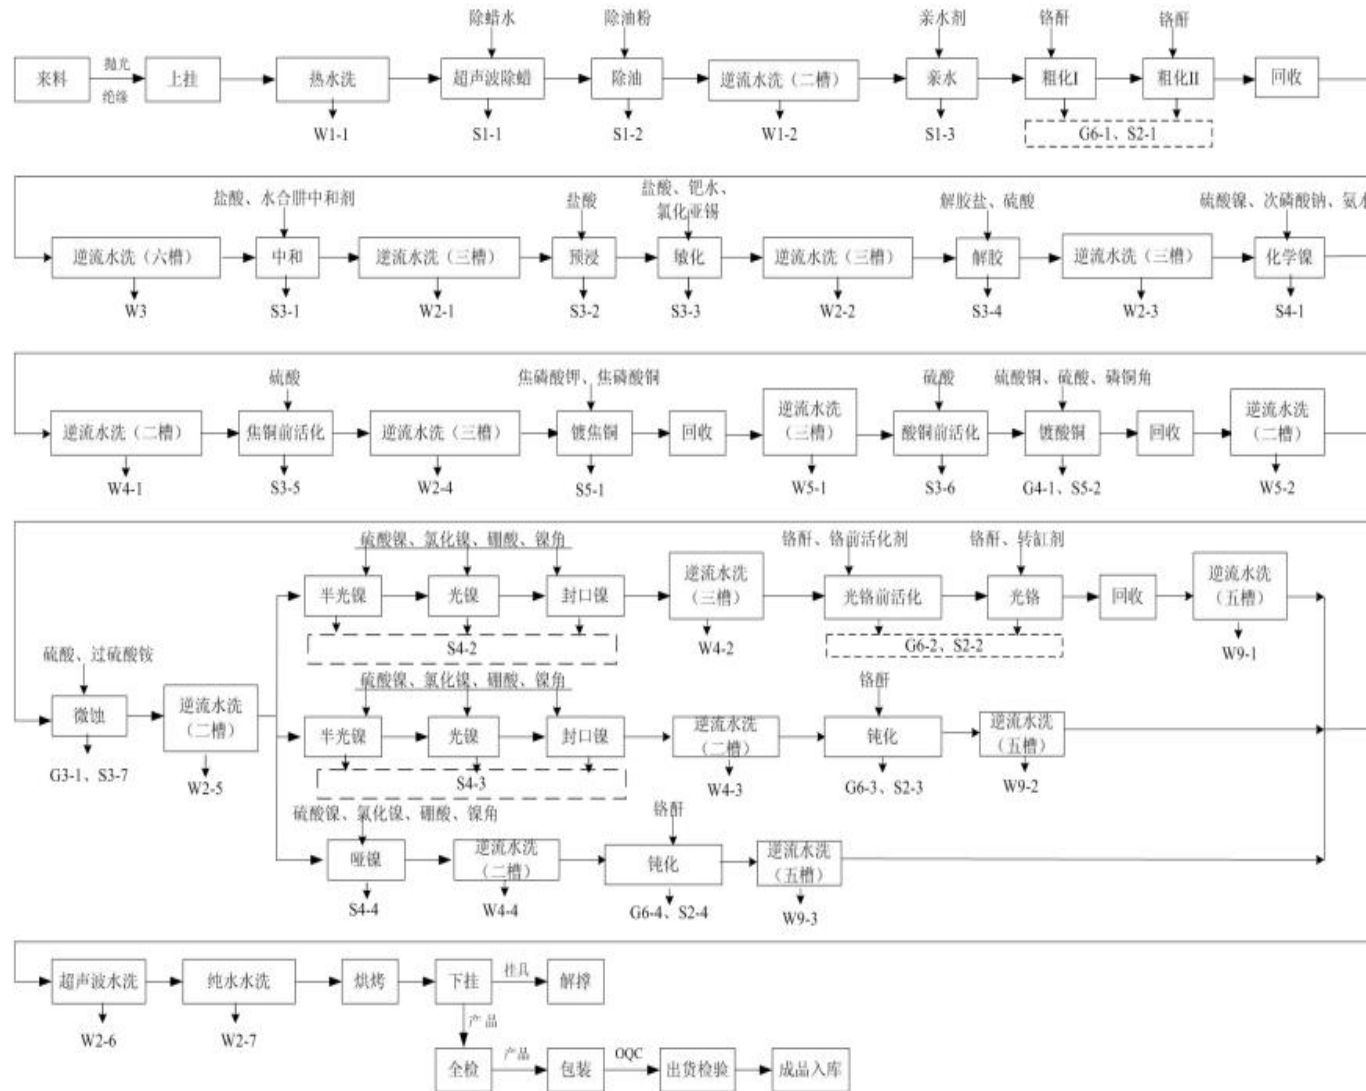 除蜡水
除油粉
亲水剂
铬酐
铬酐
来料
抛光
绝缘
上挂
热水洗
超声波除蜡
除油
逆流水洗（二槽）
亲水
粗化I
粗化II
回收
W1-1
S1-1
S1-2
W1-2
S1-3
G6-1、S2-1
盐酸、水合肼中和剂
盐酸
盐酸、钯水、
氯化亚锡
解胶盐、硫酸
硫酸镍、次磷酸钠、氨水
逆流水洗（六槽）
中和
逆流水洗（三槽）
预浸
敏化
逆流水洗（三槽）
解胶
逆流水洗（三槽）
化学镍
W3
S3-1
W2-1
S3-2
S3-3
W2-2
S3-4
W2-3
S4-1
硫酸
焦磷酸钾、焦磷酸铜
硫酸
硫酸铜、硫酸、磷铜角
逆流水洗（二槽）
焦铜前活化
逆流水洗（三槽）
镀焦铜
回收
逆流水洗
（三槽）
酸铜前活化
镀酸铜
回收
逆流水洗
（二槽）
W4-1
S3-5
W2-4
S5-1
W5-1
S3-6
G4-1、S5-2
W5-2
硫酸镍、氯化镍、硼酸、镍角
铬酐、铬前活化剂
铬酐、转缸剂
半光镍
光镍
封口镍
逆流水洗
（三槽）
光铬前活化
光铬
回收
逆流水洗
（五槽）
S4-2
W4-2
G6-2、S2-2
W9-1
硫酸、过硫酸铵
微蚀
逆流水洗
（二槽）
G3-1、S3-7
W2-5
硫酸镍、氯化镍、硼酸、镍角
铬酐
半光镍
光镍
封口镍
逆流水洗
（二槽）
钝化
逆流水洗
（五槽）
S4-3
W4-3
G6-3、S2-3
W9-2
硫酸镍、氯化镍、硼酸、镍角
铬酐
哑镍
逆流水洗
（二槽）
钝化
逆流水洗
（五槽）
S4-4
W4-4
G6-4、S2-4
W9-3
超声波水洗
纯水水洗
烘烤
下挂
挂具
解撑
W2-6
W2-7
产品
全检
产品
包装
OQC
出货检验
成品入库